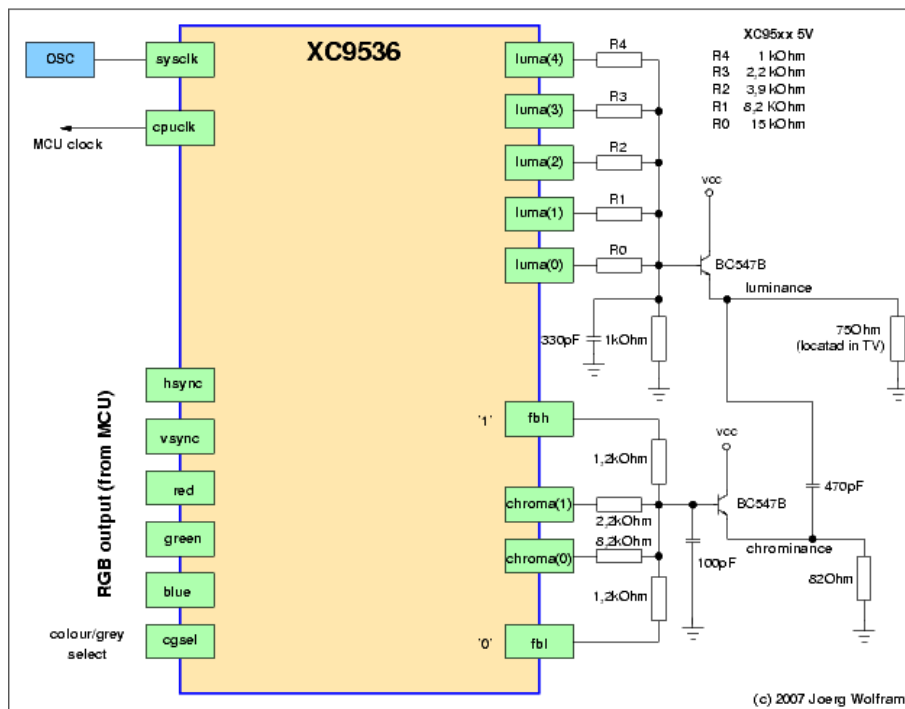 XC9536
OSC
sysclk
cpuclk
MCU clock
luma(4)
R4
luma(3)
R3
luma(2)
R2
luma(1)
R1
luma(0)
R0
XC95xx 5V
R4 1 kOhm
R3 2,2 kOhm
R2 3,9 kOhm
R1 8,2 KOhm
R0 15 kOhm
vcc
BC547B
luminance
330pF
1kOhm
75Ohm
(locatad in TV)
RGB output (from MCU)
hsync
vsync
red
green
blue
colour/grey
select
cgsel
'1'
fbh
1,2kOhm
chroma(1)
2,2kOhm
chroma(0)
8,2kOhm
1,2kOhm
'0'
fbl
vcc
BC547B
470pF
chrominance
100pF
82Ohm
(c) 2007 Joerg Wolfram